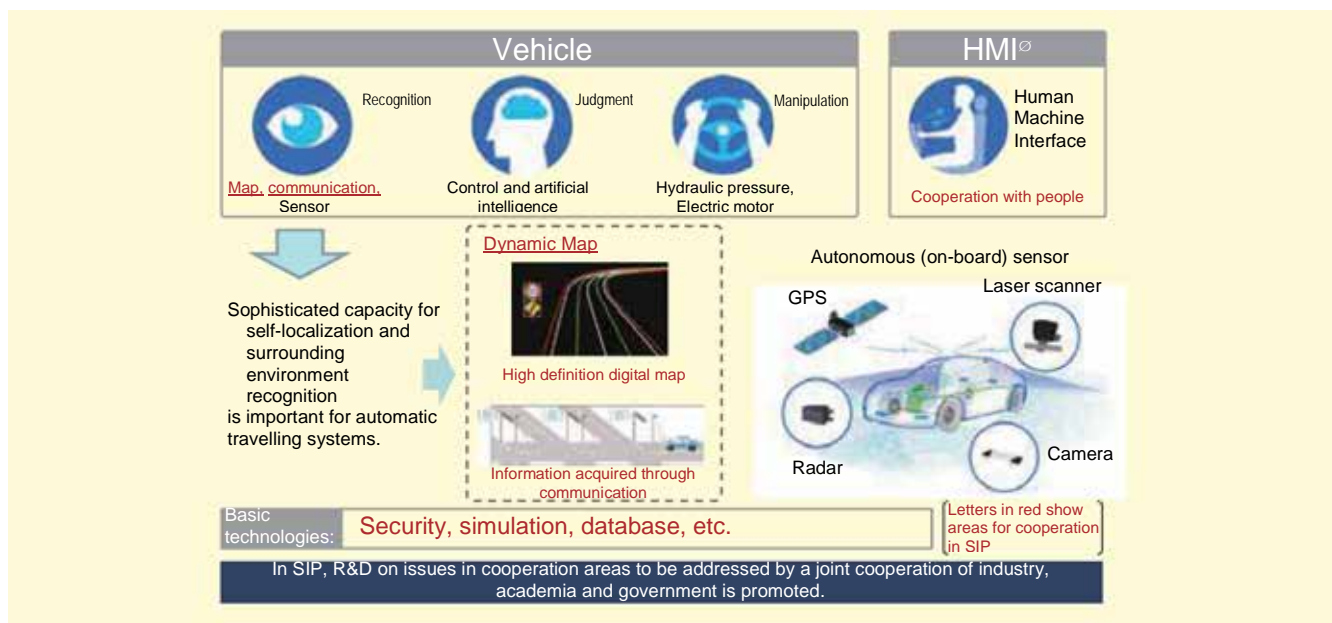 Vehicle
Recognition
Judgment
Manipulation
Map, communication,
Sensor
Control and artificial
intelligence
Hydraulic pressure,
Electric motor
HMI∅
Human
Machine
Interface
Cooperation with people
Sophisticated capacity for
self-localization and
surrounding
environment
recognition
is important for automatic
travelling systems.
Dynamic Map
High definition digital map
Information acquired through
communication
Autonomous (on-board) sensor
GPS
Laser scanner
Radar
Camera
Basic
technologies:
Security, simulation, database, etc.
Letters in red show
areas for cooperation
in SIP
In SIP, R&D on issues in cooperation areas to be addressed by a joint cooperation of industry,
academia and government is promoted.